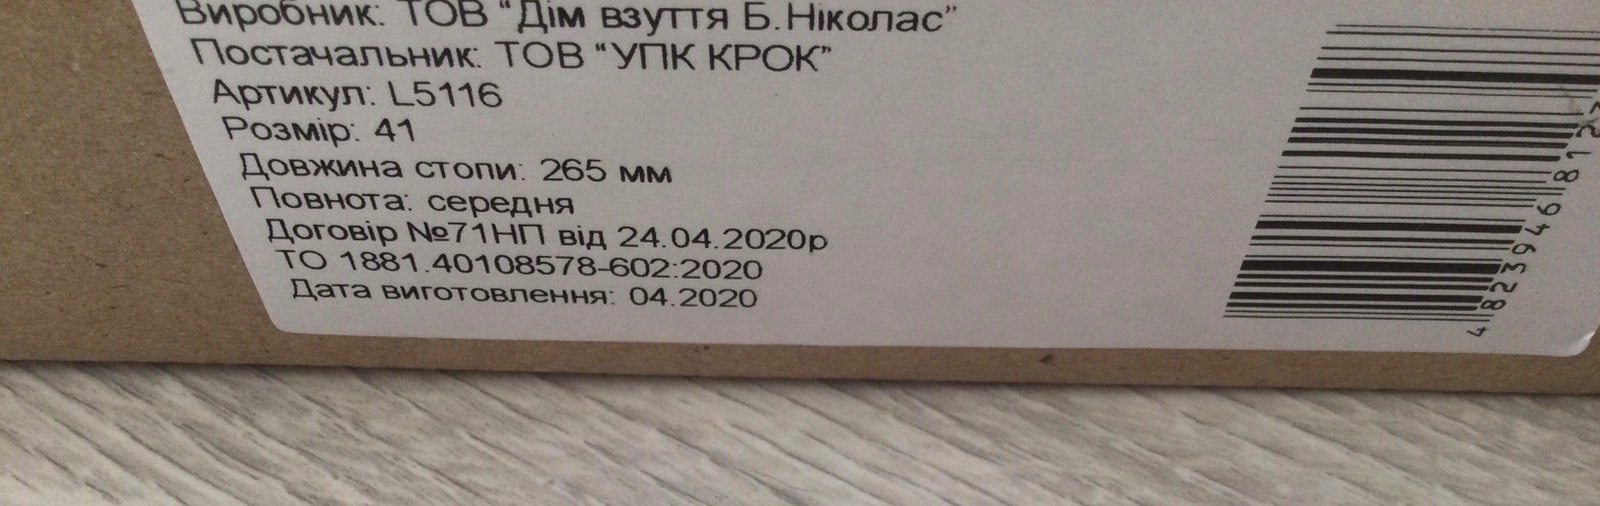 Виробник: ТОВ “Дім взуття Б.Ніколас”
Постачальник: ТОВ “УПК КРОК”
Артикул: L5116
Розмір: 41
Довжина стопи: 265 мм
Повнота: середня
Договір №71НП від 24.04.2020р
ТО 1881.40108578-602:2020
Дата виготовлення: 04.2020